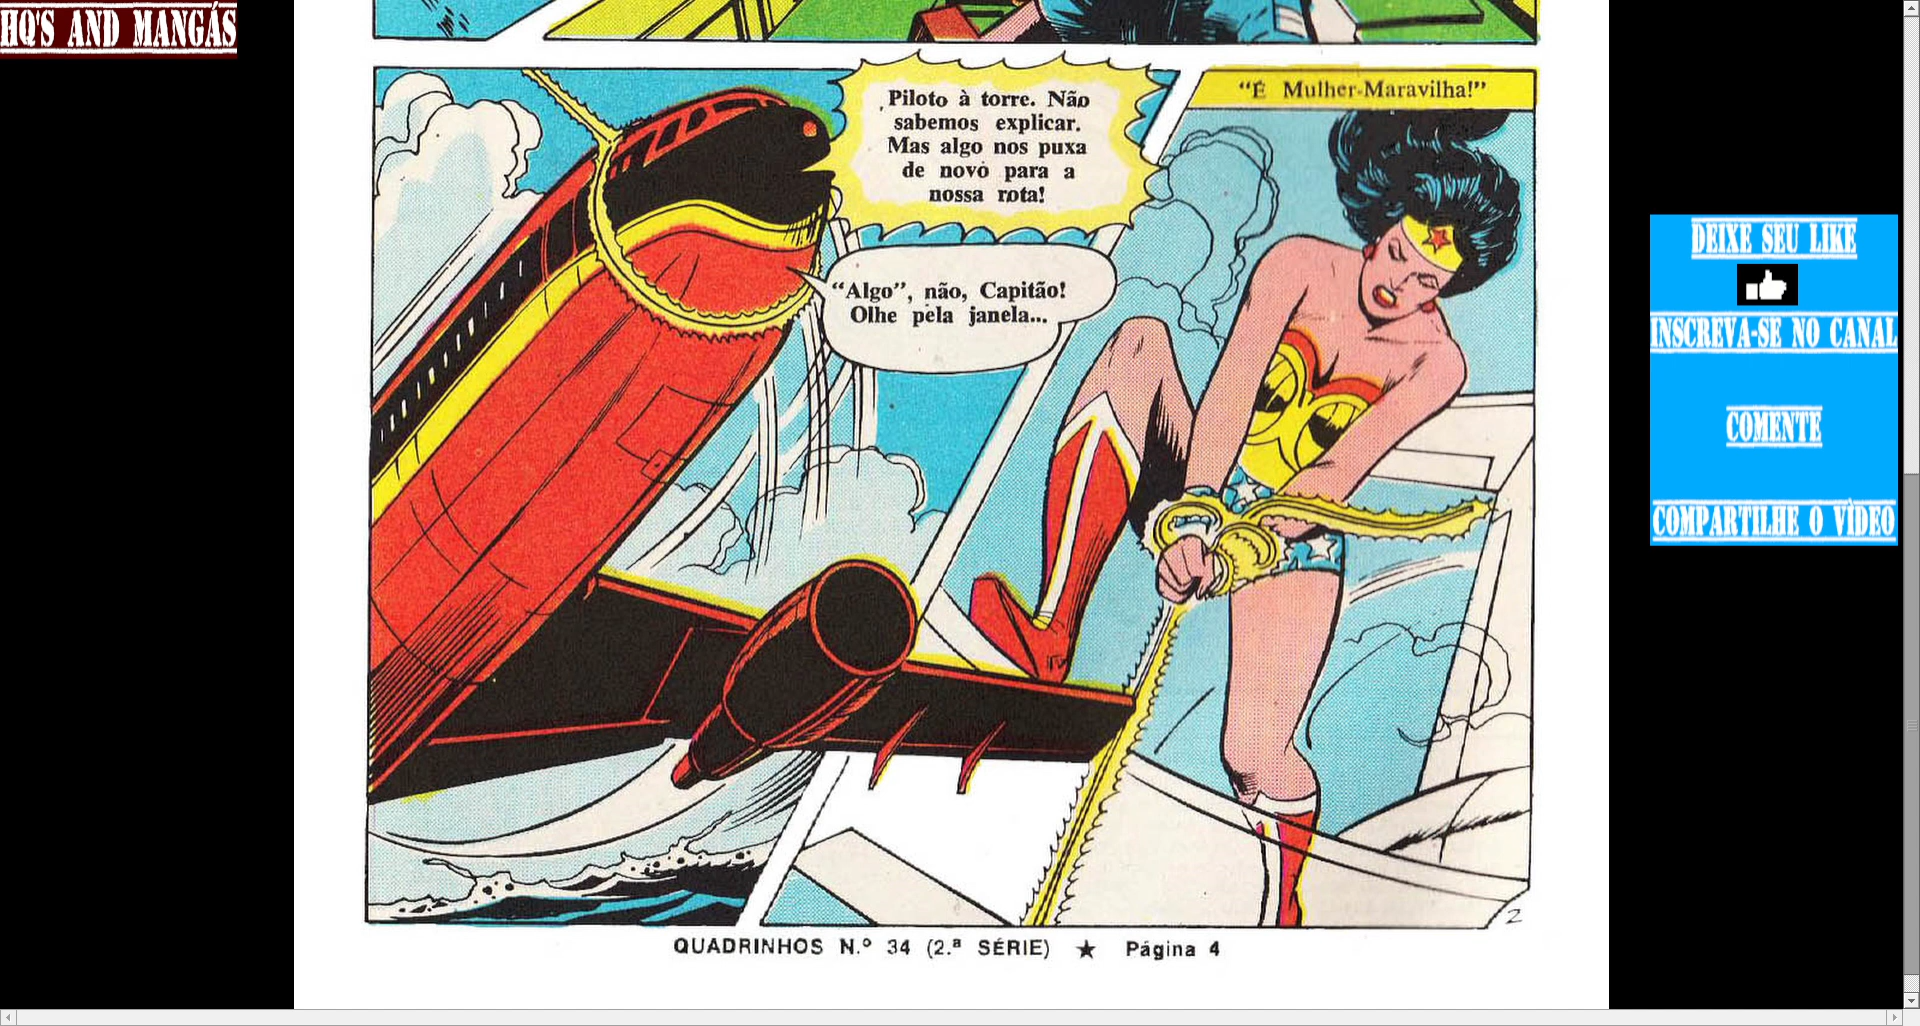 HQ'S AND MANGÁS
Piloto à torre. Não
sabemos explicar.
Mas algo nos puxa
de novo para a
nossa rota!
"Algo", não, Capitão!
Olhe pela janela...
"É Mulher-Maravilha!"
2
QUADRINHOS N.º 34 (2.ª SÉRIE) ★ Página 4
DEIXE SEU LIKE
INSCREVA-SE NO CANAL
COMENTE
COMPARTILHE O VÍDEO